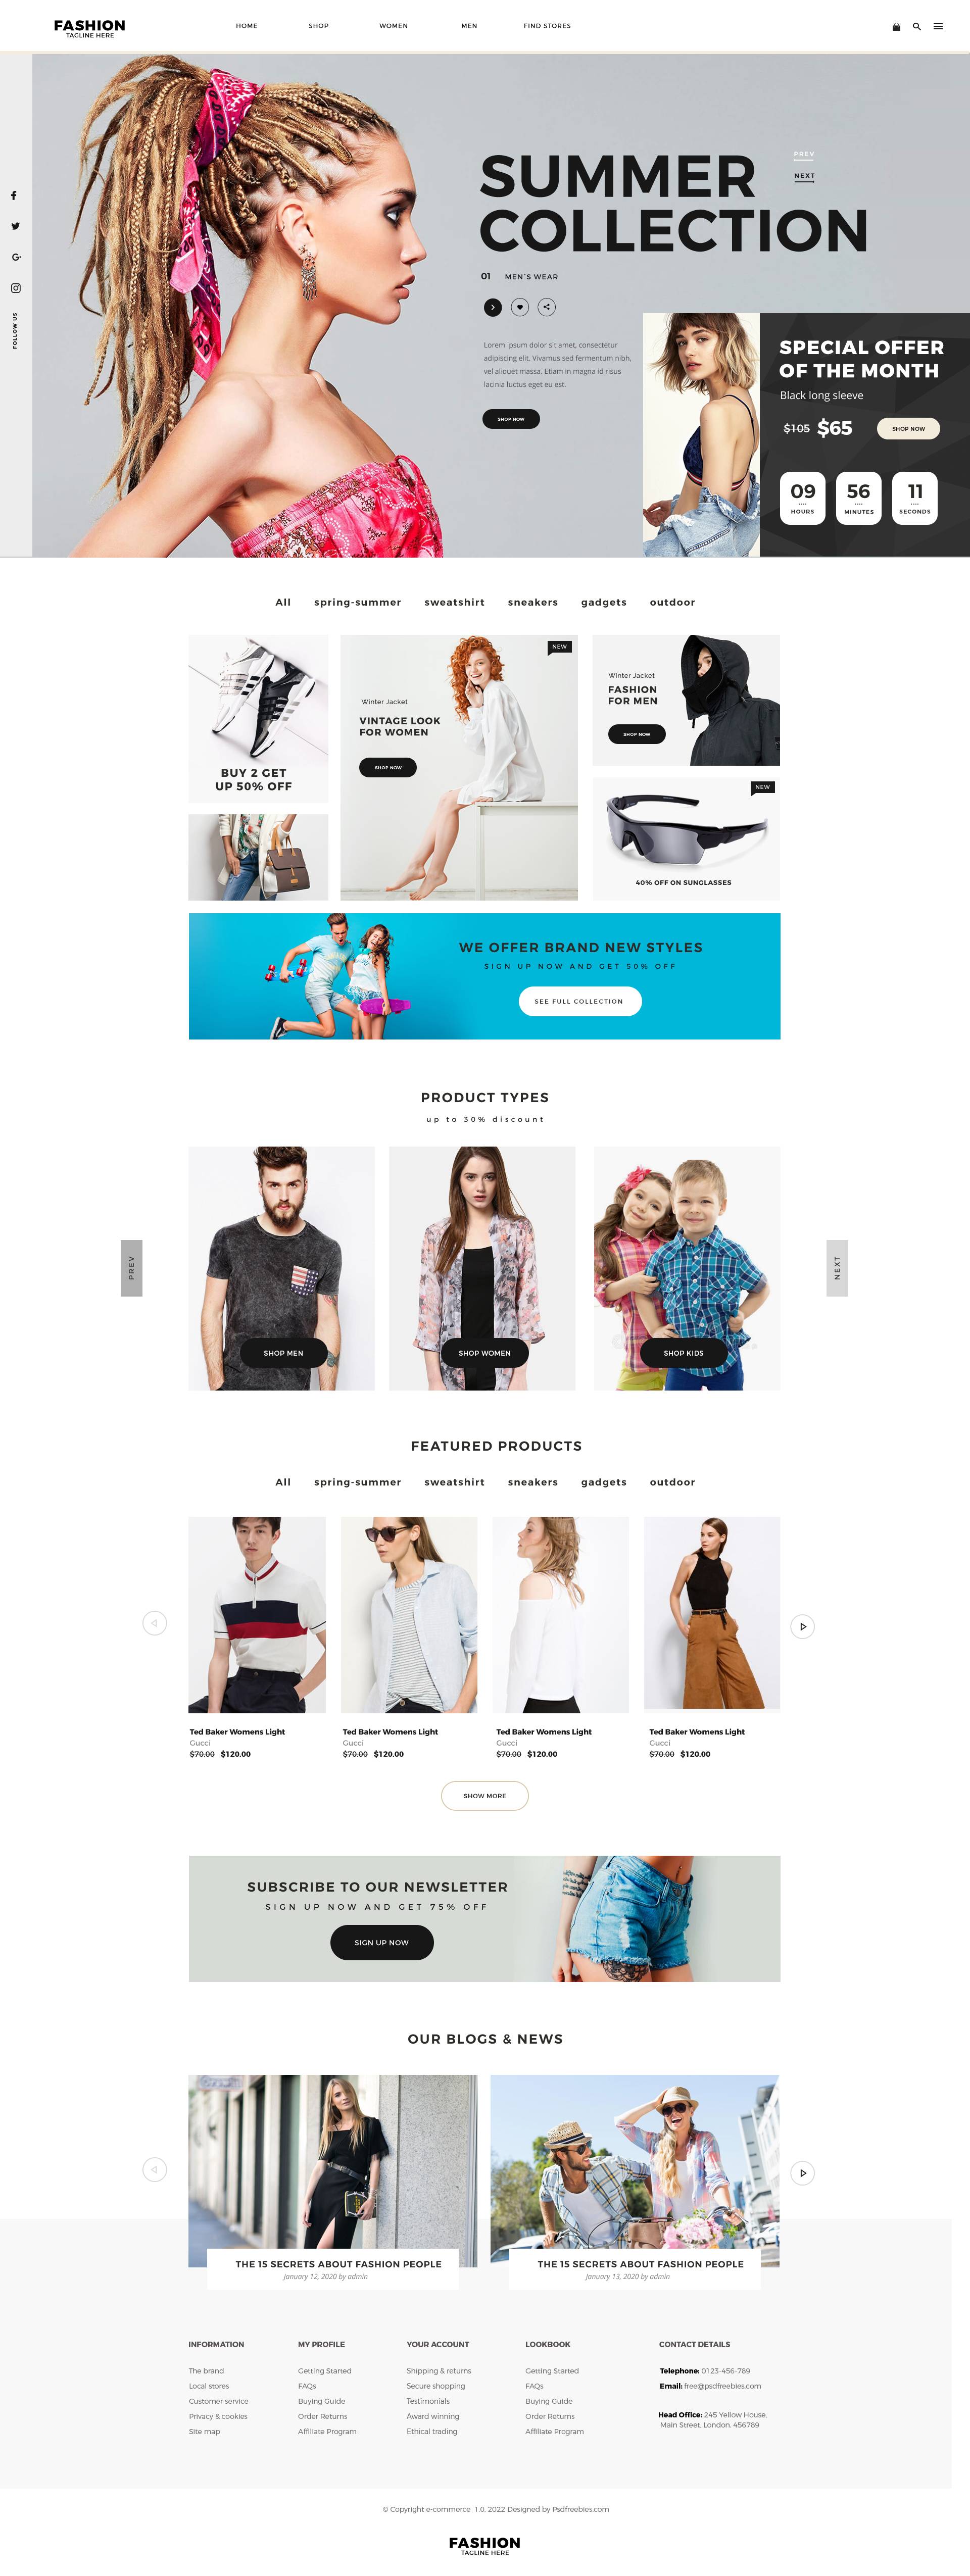 FASHION
TAGLINE HERE
HOME
SHOP
WOMEN
MEN
FIND STORES
FOLLOW US
PREV
NEXT
SUMMER
COLLECTION
01 MEN'S WEAR
Lorem ipsum dolor sit amet, consectetur
adipiscing elit. Vivamus sed fermentum nibh,
vel aliquet massa. Etiam in magna id risus
lacinia luctus eget eu est.
SHOP NOW
SPECIAL OFFER
OF THE MONTH
Black long sleeve
$105 $65
SHOP NOW
09
HOURS
56
MINUTES
11
SECONDS
All spring-summer sweatshirt sneakers gadgets outdoor
BUY 2 GET
UP 50% OFF
NEW
Winter Jacket
VINTAGE LOOK
FOR WOMEN
SHOP NOW
Winter Jacket
FASHION
FOR MEN
SHOP NOW
NEW
40% OFF ON SUNGLASSES
WE OFFER BRAND NEW STYLES
SIGN UP NOW AND GET 50% OFF
SEE FULL COLLECTION
PRODUCT TYPES
up to 30% discount
PREV
SHOP MEN
SHOP WOMEN
SHOP KIDS
NEXT
FEATURED PRODUCTS
All spring-summer sweatshirt sneakers gadgets outdoor
Ted Baker Womens Light
Gucci
$70.00 $120.00
Ted Baker Womens Light
Gucci
$70.00 $120.00
Ted Baker Womens Light
Gucci
$70.00 $120.00
Ted Baker Womens Light
Gucci
$70.00 $120.00
SHOW MORE
SUBSCRIBE TO OUR NEWSLETTER
SIGN UP NOW AND GET 75% OFF
SIGN UP NOW
OUR BLOGS & NEWS
THE 15 SECRETS ABOUT FASHION PEOPLE
January 12, 2020 by admin
THE 15 SECRETS ABOUT FASHION PEOPLE
January 13, 2020 by admin
INFORMATION
The brand
Local stores
Customer service
Privacy & cookies
Site map
MY PROFILE
Getting Started
FAQs
Buying Guide
Order Returns
Affiliate Program
YOUR ACCOUNT
Shipping & returns
Secure shopping
Testimonials
Award winning
Ethical trading
LOOKBOOK
Getting Started
FAQs
Buying Guide
Order Returns
Affiliate Program
CONTACT DETAILS
Telephone: 0123-456-789
Email: free@psdfreebies.com
Head Office: 245 Yellow House,
Main Street, London. 456789
© Copyright e-commerce 1.0. 2022 Designed by Psdfreebies.com
FASHION
TAGLINE HERE